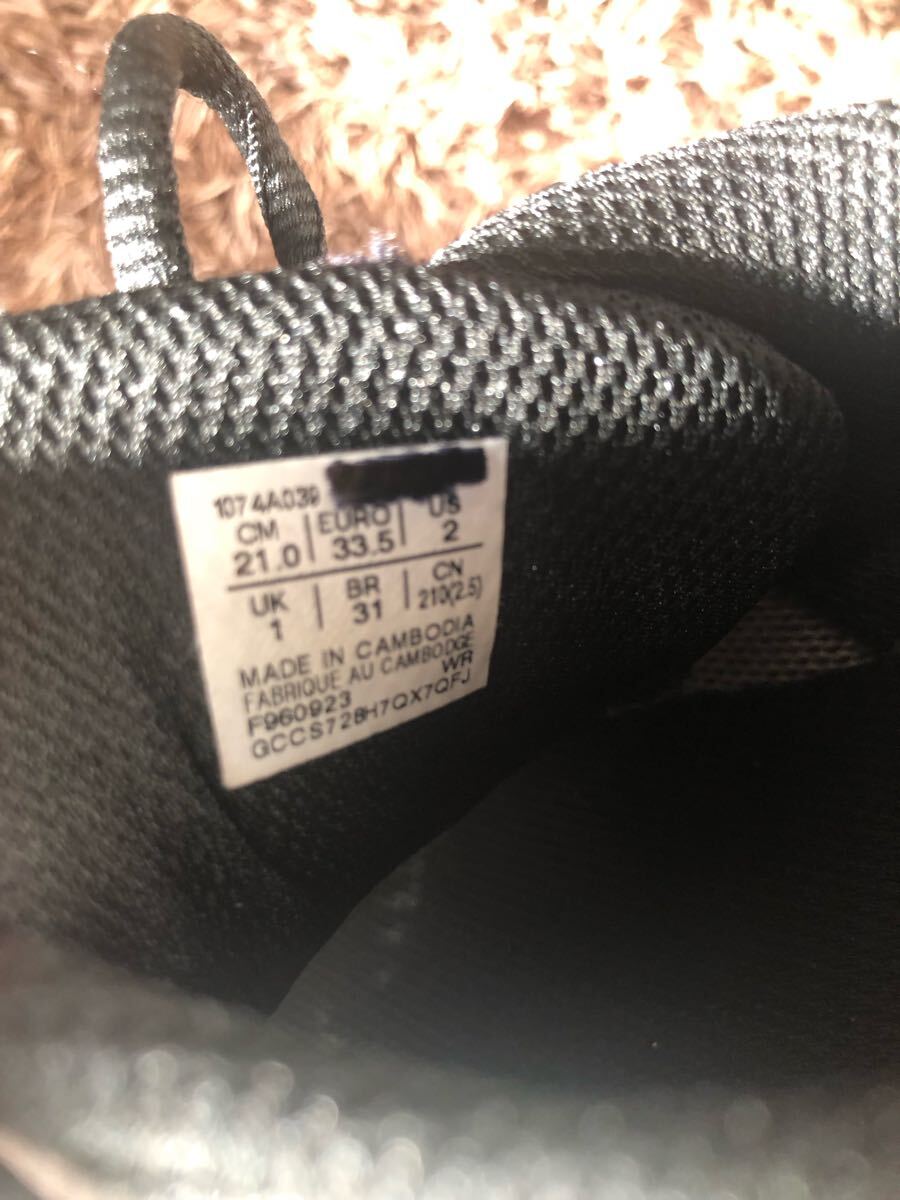 1074A039
CM | EURO | US
21.0 | 33.5 | 2
UK | BR | CN
1 | 31 | 210(2.5)
MADE IN CAMBODIA
FABRIQUE AU CAMBODGE
WR
F960923
GCCS728H7QX7QFJ